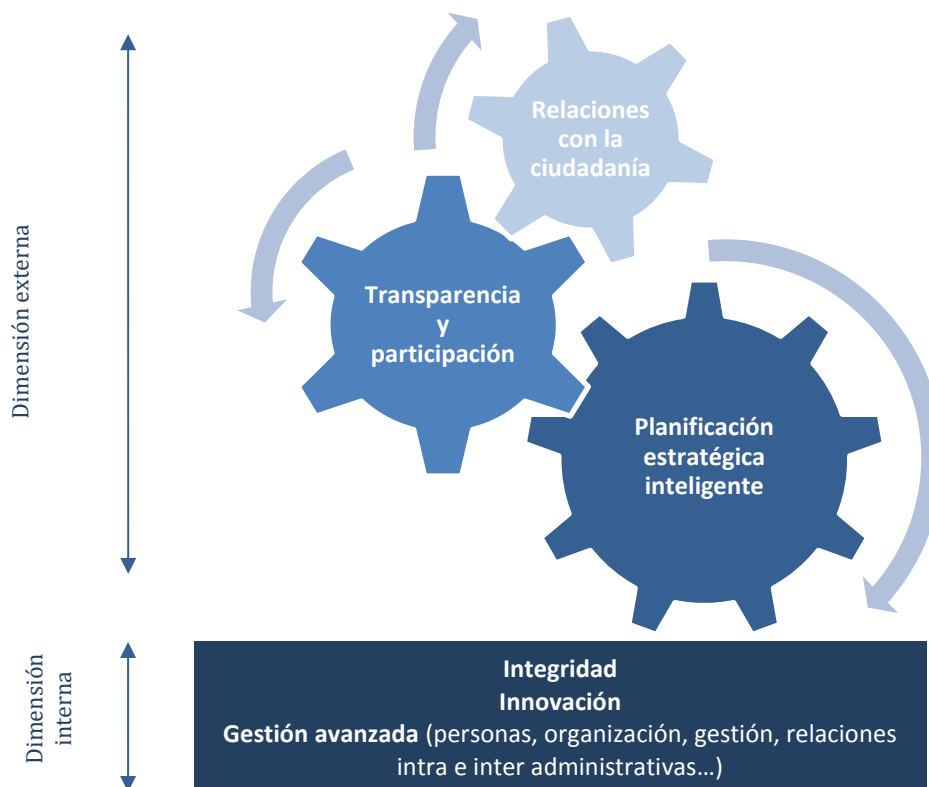 Relaciones
con la
ciudadanía
Dimensión externa
Transparencia
y
participación
Planificación
estratégica
inteligente
Dimensión
interna
Integridad
Innovación
Gestión avanzada (personas, organización, gestión, relaciones
intra e inter administrativas...)